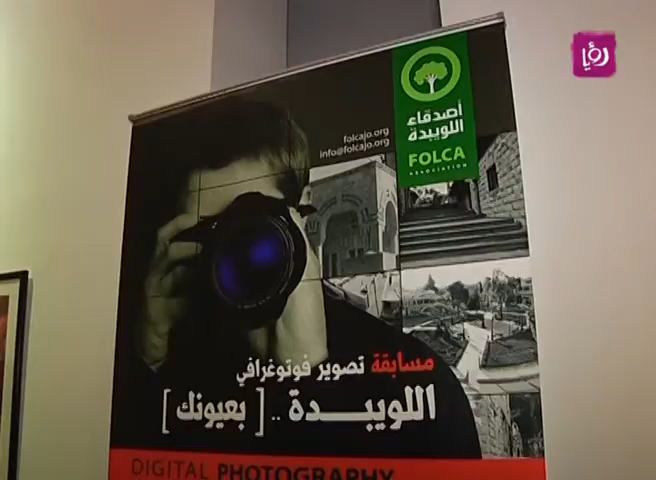 رؤيا
أصدقاء
اللويبدة
FOLCA
ASSOCIATION
folcajo.org
info@folcajo.org
مسابقة تصوير فوتوغرافي
اللويبـــدة .. [ بعيونك ]
DIGITAL PHOTOGRAPHY